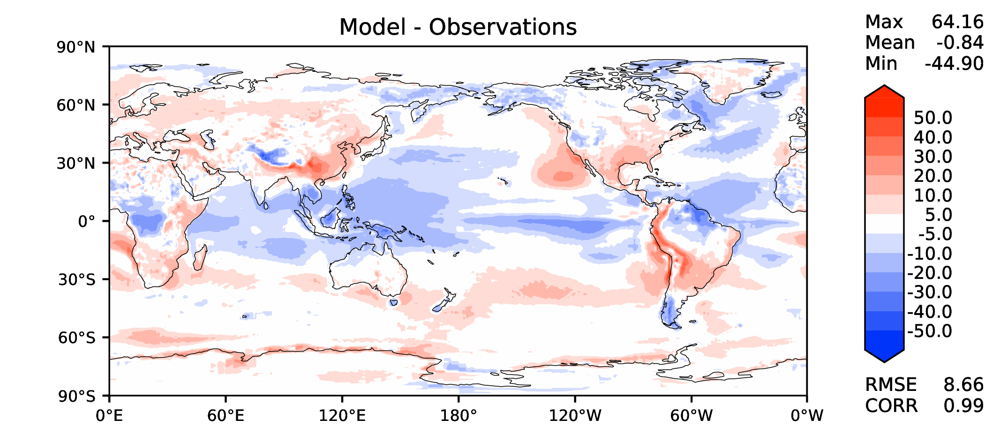 Model - Observations
Max 64.16
Mean -0.84
Min -44.90
90°N
60°N
30°N
0°
30°S
60°S
90°S
0°E 60°E 120°E 180° 120°W 60°W 0°W
50.0
40.0
30.0
20.0
10.0
5.0
-5.0
-10.0
-20.0
-30.0
-40.0
-50.0
RMSE 8.66
CORR 0.99